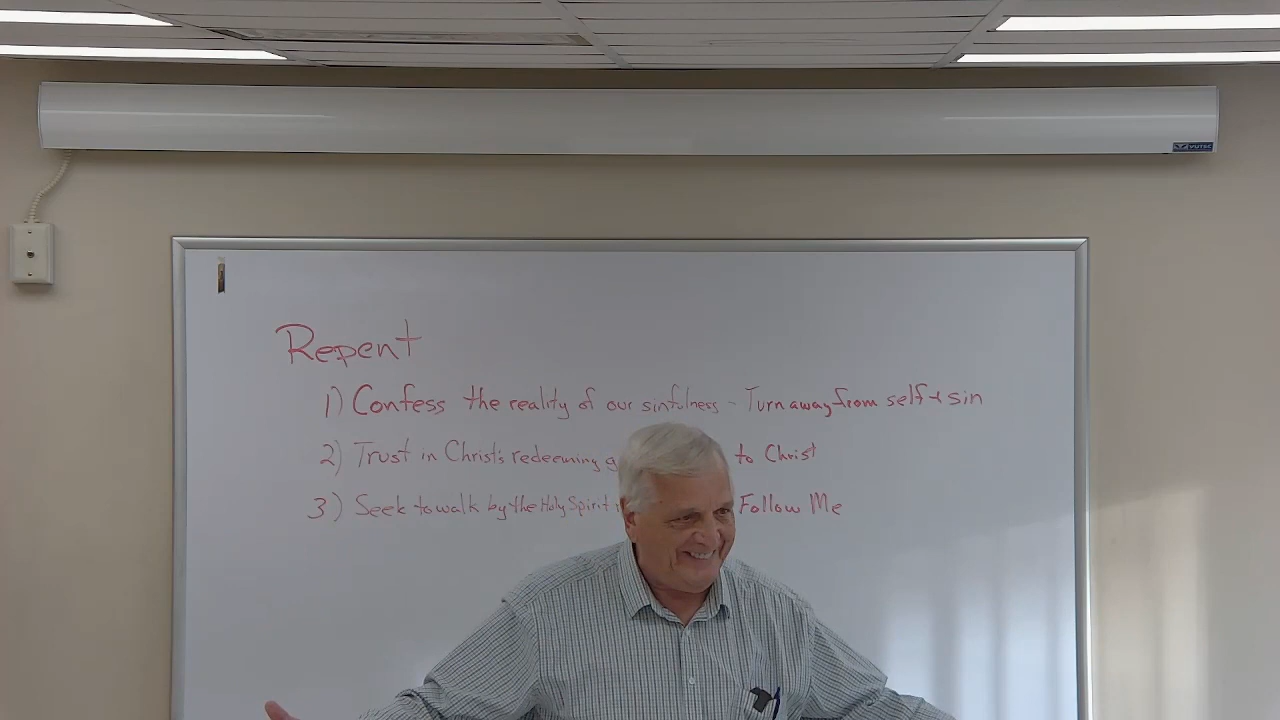 VUTEC
Repent
1) Confess the reality of our sinfulness - Turn away from self & sin
2) Trust in Christ's redeeming to Christ
3) Seek to walk by the Holy Spirit Follow Me